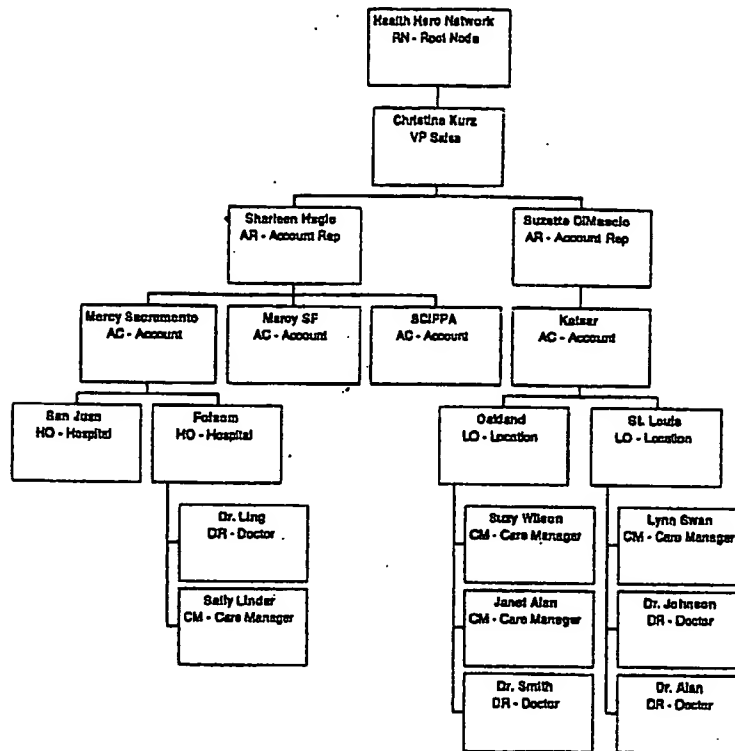 Health Hero Network
RN - Root Node
Christine Kurz
VP Sales
Sharleen
AR - Account Rep
Suzette DiMascio
AR - Account Rep
Mercy Sacramento
AC - Account
Mercy SF
AC - Account
SCIPPA
AC - Account
Kaiser
AC - Account
San Juan
HO - Hospital
Folsom
HO - Hospital
Oakland
LO - Location
St. Louis
LO - Location
Dr. Ling
DR - Doctor
Suzy Wilson
CM - Care Manager
Lynn Swan
CM - Care Manager
Sally Linder
CM - Care Manager
Janet Alan
CM - Care Manager
Dr. Johnson
DR - Doctor
Dr. Smith
DR - Doctor
Dr. Alan
DR - Doctor